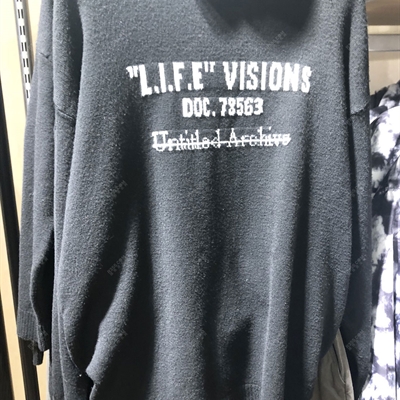 "L.I.F.E" VISIONS
DOC. 78563
Untitled Archive